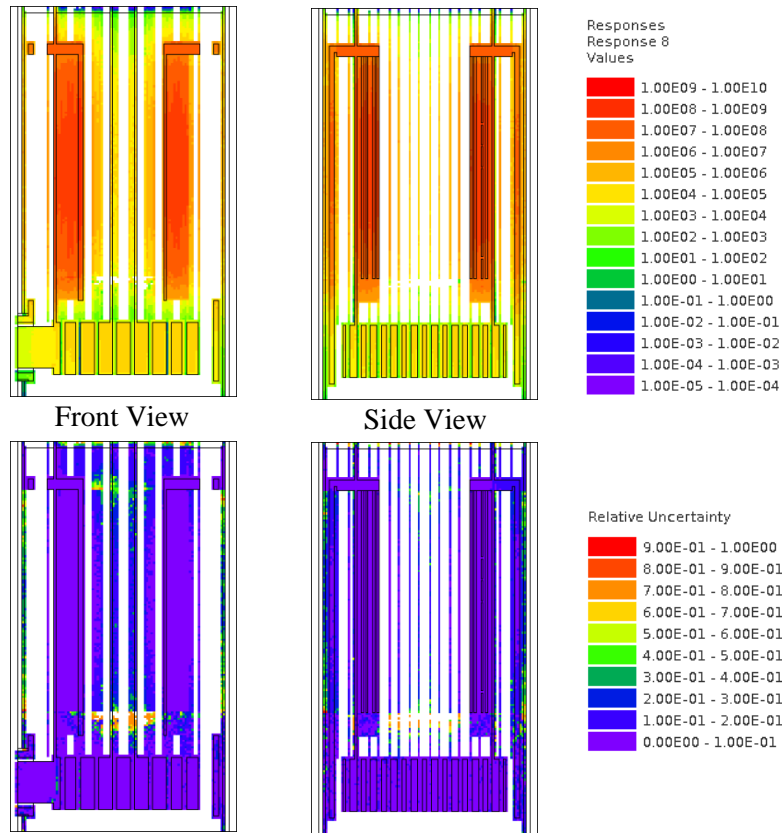 Responses
Response 8
Values
1.00E09 - 1.00E10
1.00E08 - 1.00E09
1.00E07 - 1.00E08
1.00E06 - 1.00E07
1.00E05 - 1.00E06
1.00E04 - 1.00E05
1.00E03 - 1.00E04
1.00E02 - 1.00E03
1.00E01 - 1.00E02
1.00E00 - 1.00E01
1.00E-01 - 1.00E00
1.00E-02 - 1.00E-01
1.00E-03 - 1.00E-02
1.00E-04 - 1.00E-03
1.00E-05 - 1.00E-04
Front View
Side View
Relative Uncertainty
9.00E-01 - 1.00E00
8.00E-01 - 9.00E-01
7.00E-01 - 8.00E-01
6.00E-01 - 7.00E-01
5.00E-01 - 6.00E-01
4.00E-01 - 5.00E-01
3.00E-01 - 4.00E-01
2.00E-01 - 3.00E-01
1.00E-01 - 2.00E-01
0.00E00 - 1.00E-01